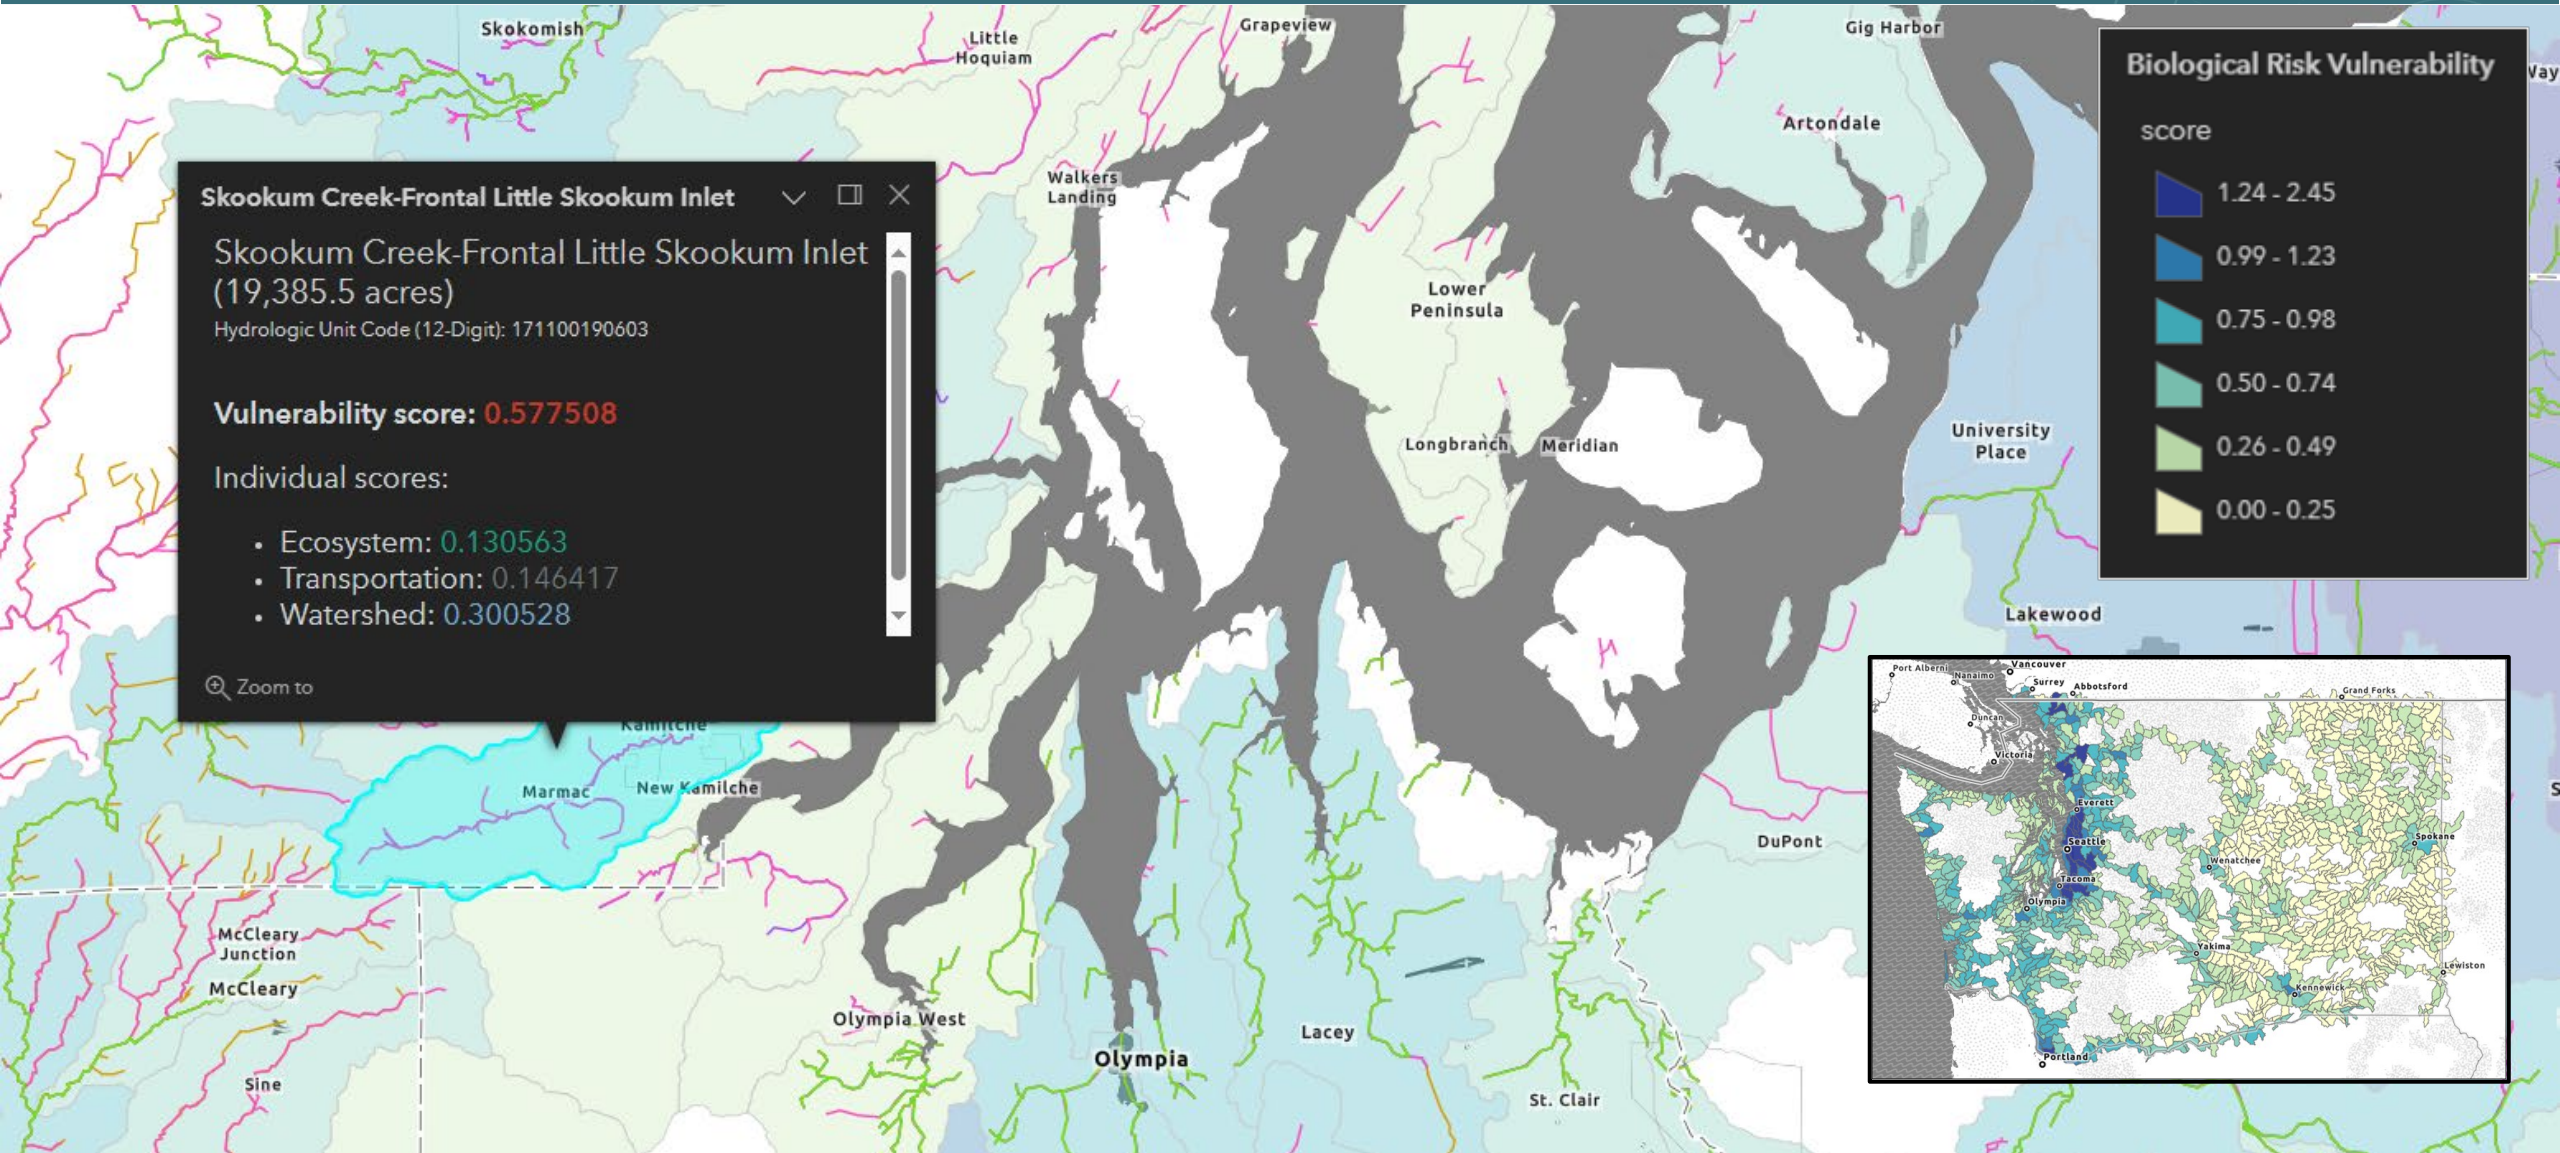 Skokomish
Little
Hoquiam
Grapeview
Gig Harbor
Artondale
Walkers
Landing
Lower
Peninsula
Longbranch
Meridian
University
Place
Lakewood
DuPont
Kamilche
Marmac
New Kamilche
McCleary
Junction
McCleary
Sine
Olympia West
Olympia
Lacey
St. Clair
Skookum Creek-Frontal Little Skookum Inlet
Skookum Creek-Frontal Little Skookum Inlet
(19,385.5 acres)
Hydrologic Unit Code (12-Digit): 171100190603
Vulnerability score: 0.577508
Individual scores:
• Ecosystem: 0.130563
• Transportation: 0.146417
• Watershed: 0.300528
Zoom to
Biological Risk Vulnerability
score
1.24 - 2.45
0.99 - 1.23
0.75 - 0.98
0.50 - 0.74
0.26 - 0.49
0.00 - 0.25
Port Alberni
Nanaimo
Vancouver
Surrey
Abbotsford
Grand Forks
Duncan
Victoria
Everett
Seattle
Spokane
Wenatchee
Tacoma
Olympia
Yakima
Lewiston
Kennewick
Portland